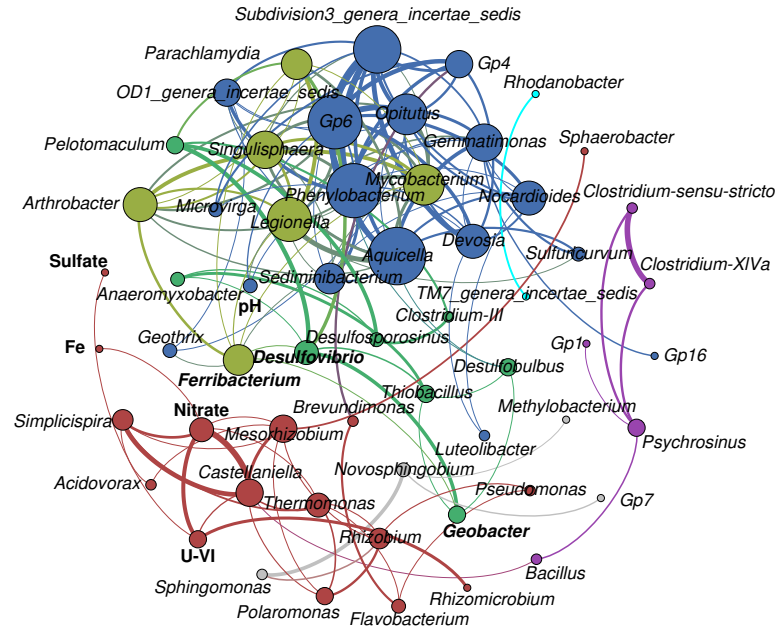 Subdivision3_genera_incertae_sedis
Parachlamydia
Gp4
Rhodanobacter
OD1_genera_incertae_sedis
Opitutus
Gp6
Sphaerobacter
Pelotomaculum
Singulisphaera
Gemmatimonas
Mycobacterium
Phenylobacterium
Clostridium-sensu-stricto
Arthrobacter
Microvirga
Nocardioides
Legionella
Devosia
Sulfuricurvum
Aquicella
Clostridium-XIVa
Sulfate
Sediminibacterium
Anaeromyxobacter
TM7_genera_incertae_sedis
pH
Clostridium-III
Geothrix
Desulfosporosinus
Fe
Desulfovibrio
Gp1
Gp16
Ferribacterium
Desulfobulbus
Thiobacillus
Simplicispira
Nitrate
Brevundimonas
Methylobacterium
Mesorhizobium
Luteolibacter
Psychrosinus
Castellaniella
Novosphingobium
Acidovorax
Thermomonas
Pseudomonas
Gp7
Geobacter
Rhizobium
U-VI
Sphingomonas
Bacillus
Rhizomicrobium
Polaromonas
Flavobacterium